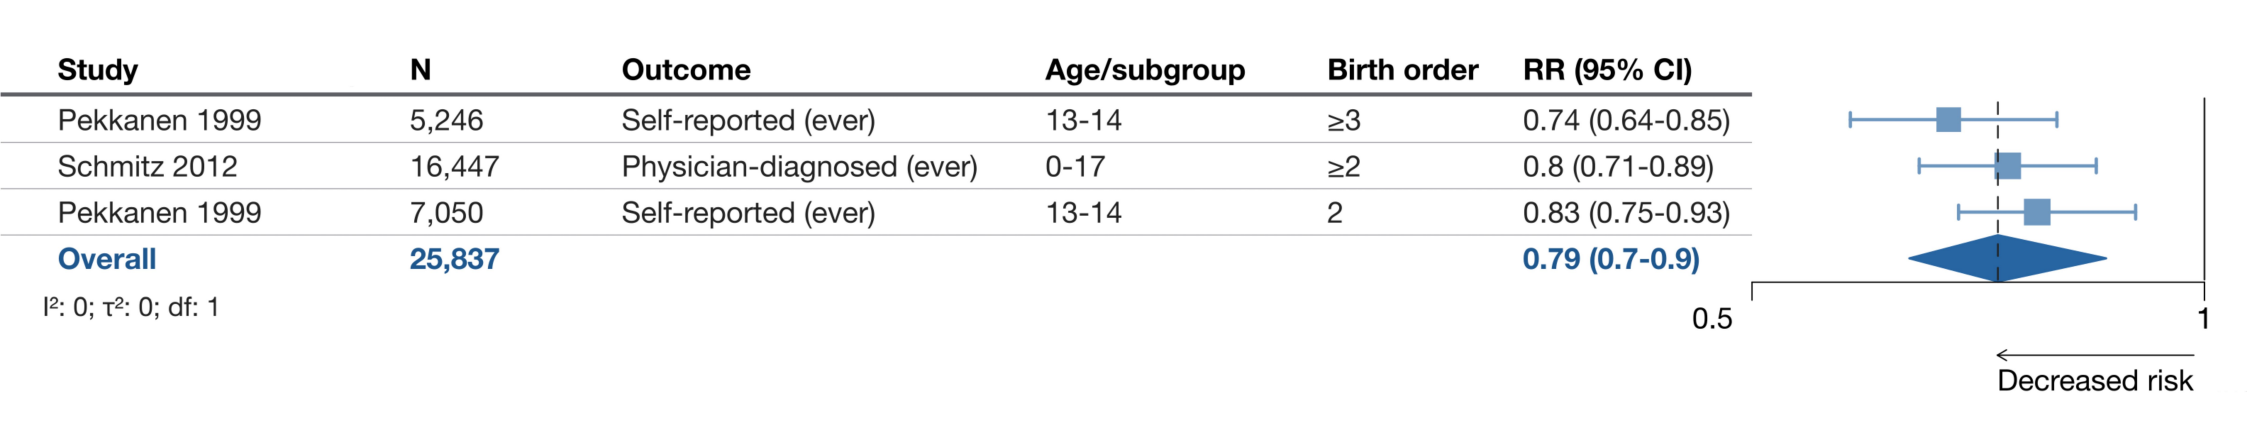 Study N Outcome Age/subgroup Birth order RR (95% CI)
Pekkanen 1999 5,246 Self-reported (ever) 13-14 ≥3 0.74 (0.64-0.85)
Schmitz 2012 16,447 Physician-diagnosed (ever) 0-17 ≥2 0.8 (0.71-0.89)
Pekkanen 1999 7,050 Self-reported (ever) 13-14 2 0.83 (0.75-0.93)
Overall 25,837 0.79 (0.7-0.9)
I²: 0; τ²: 0; df: 1
0.5 1
Decreased risk